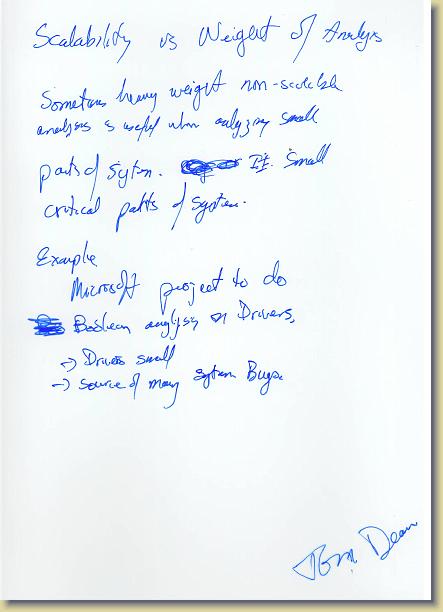 Scalability vs Weight of Analysis
Sometimes heavy weight non-scalable
analysis is useful when analyzing small
parts of system. IE. Small
critical parts of system.
Example
Microsoft project to do
Boolean analysis on Drivers,
-> Drivers small
-> source of many system Bugs.
Tom Dean